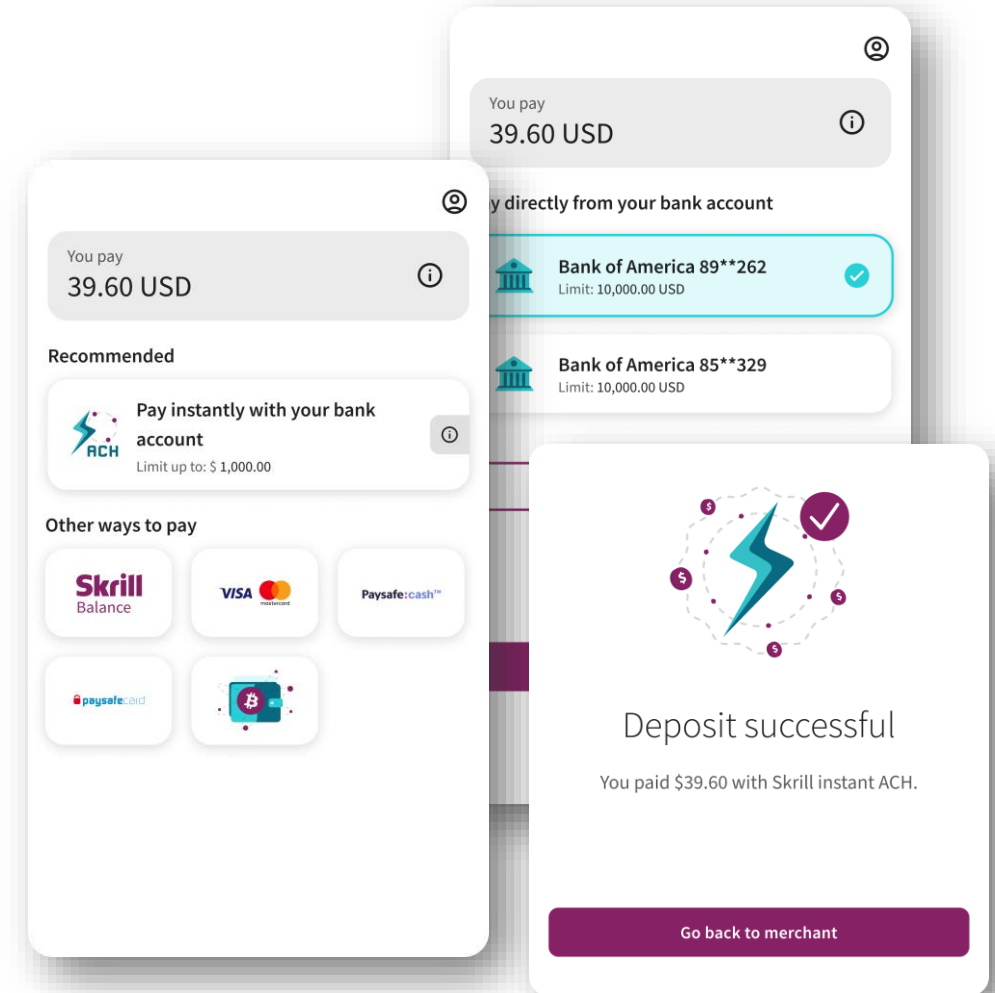 You pay
39.60 USD
Recommended
Pay instantly with your bank
account
Limit up to: $ 1,000.00
ACH
Other ways to pay
Skrill
Balance
VISA
mastercard
Paysafe:cash™
paysafecard
You pay
39.60 USD
y directly from your bank account
Bank of America 89**262
Limit: 10,000.00 USD
Bank of America 85**329
Limit: 10,000.00 USD
Deposit successful
You paid $39.60 with Skrill instant ACH.
Go back to merchant